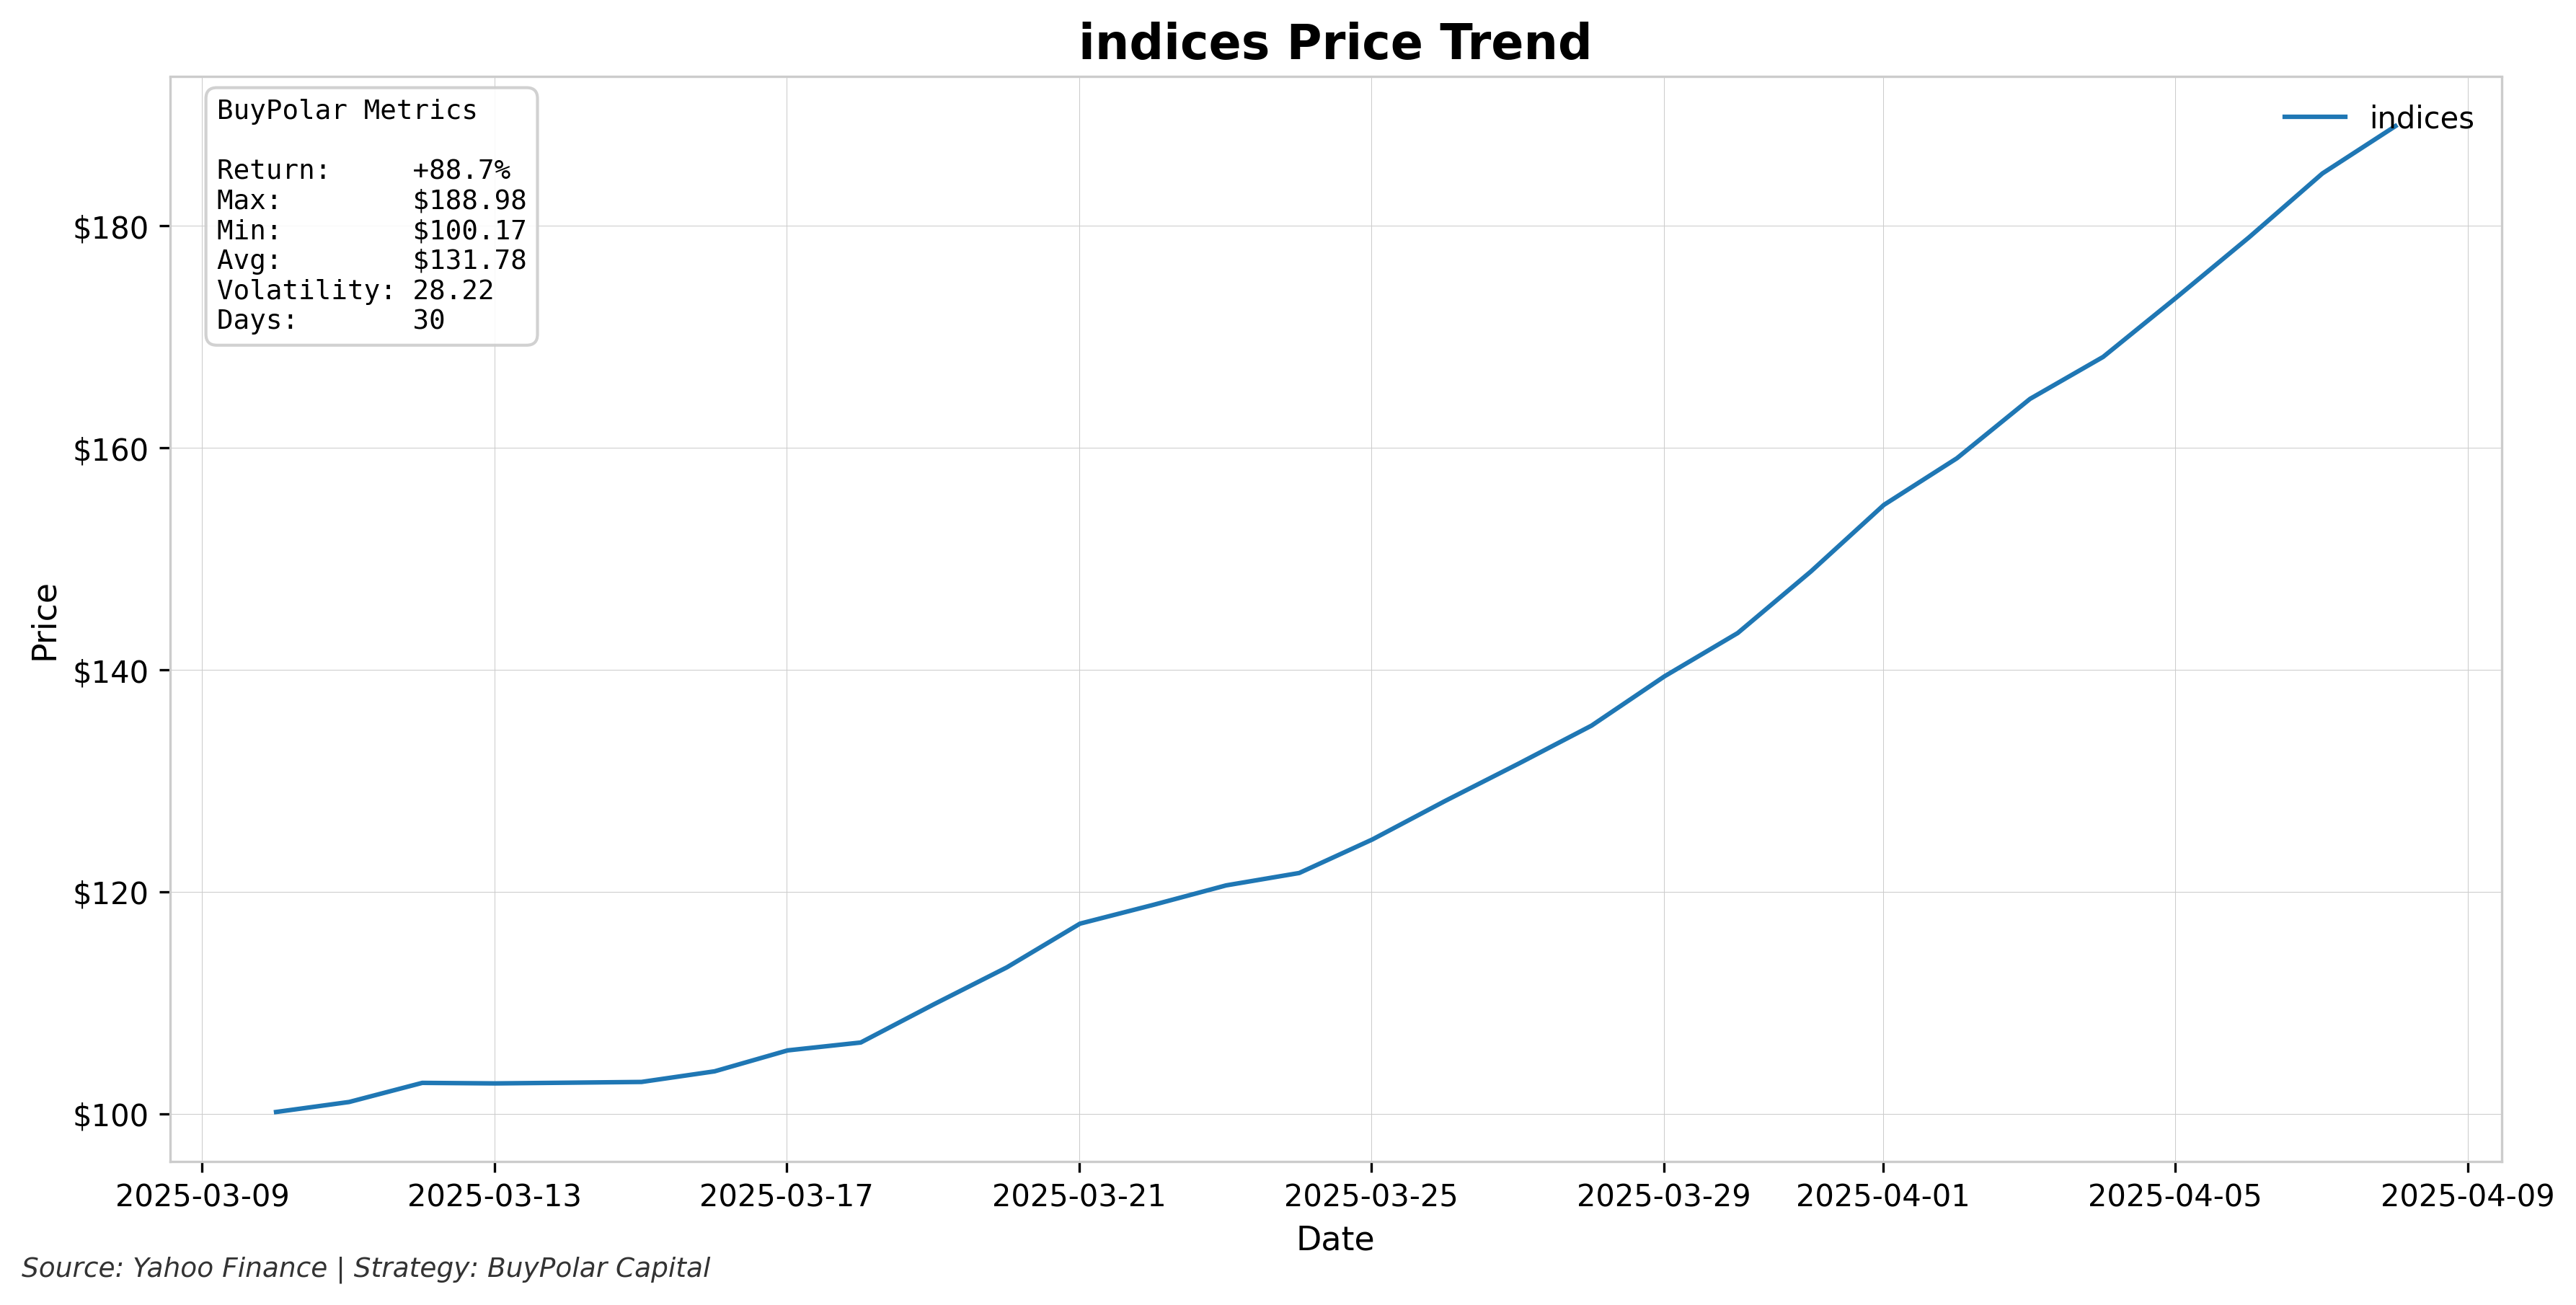 indices Price Trend
BuyPolar Metrics
Return: +88.7%
Max: $188.98
Min: $100.17
Avg: $131.78
Volatility: 28.22
Days: 30
indices
$180
$160
$140
$120
$100
Price
2025-03-09 2025-03-13 2025-03-17 2025-03-21 2025-03-25 2025-03-29 2025-04-01 2025-04-05 2025-04-09
Date
Source: Yahoo Finance | Strategy: BuyPolar Capital